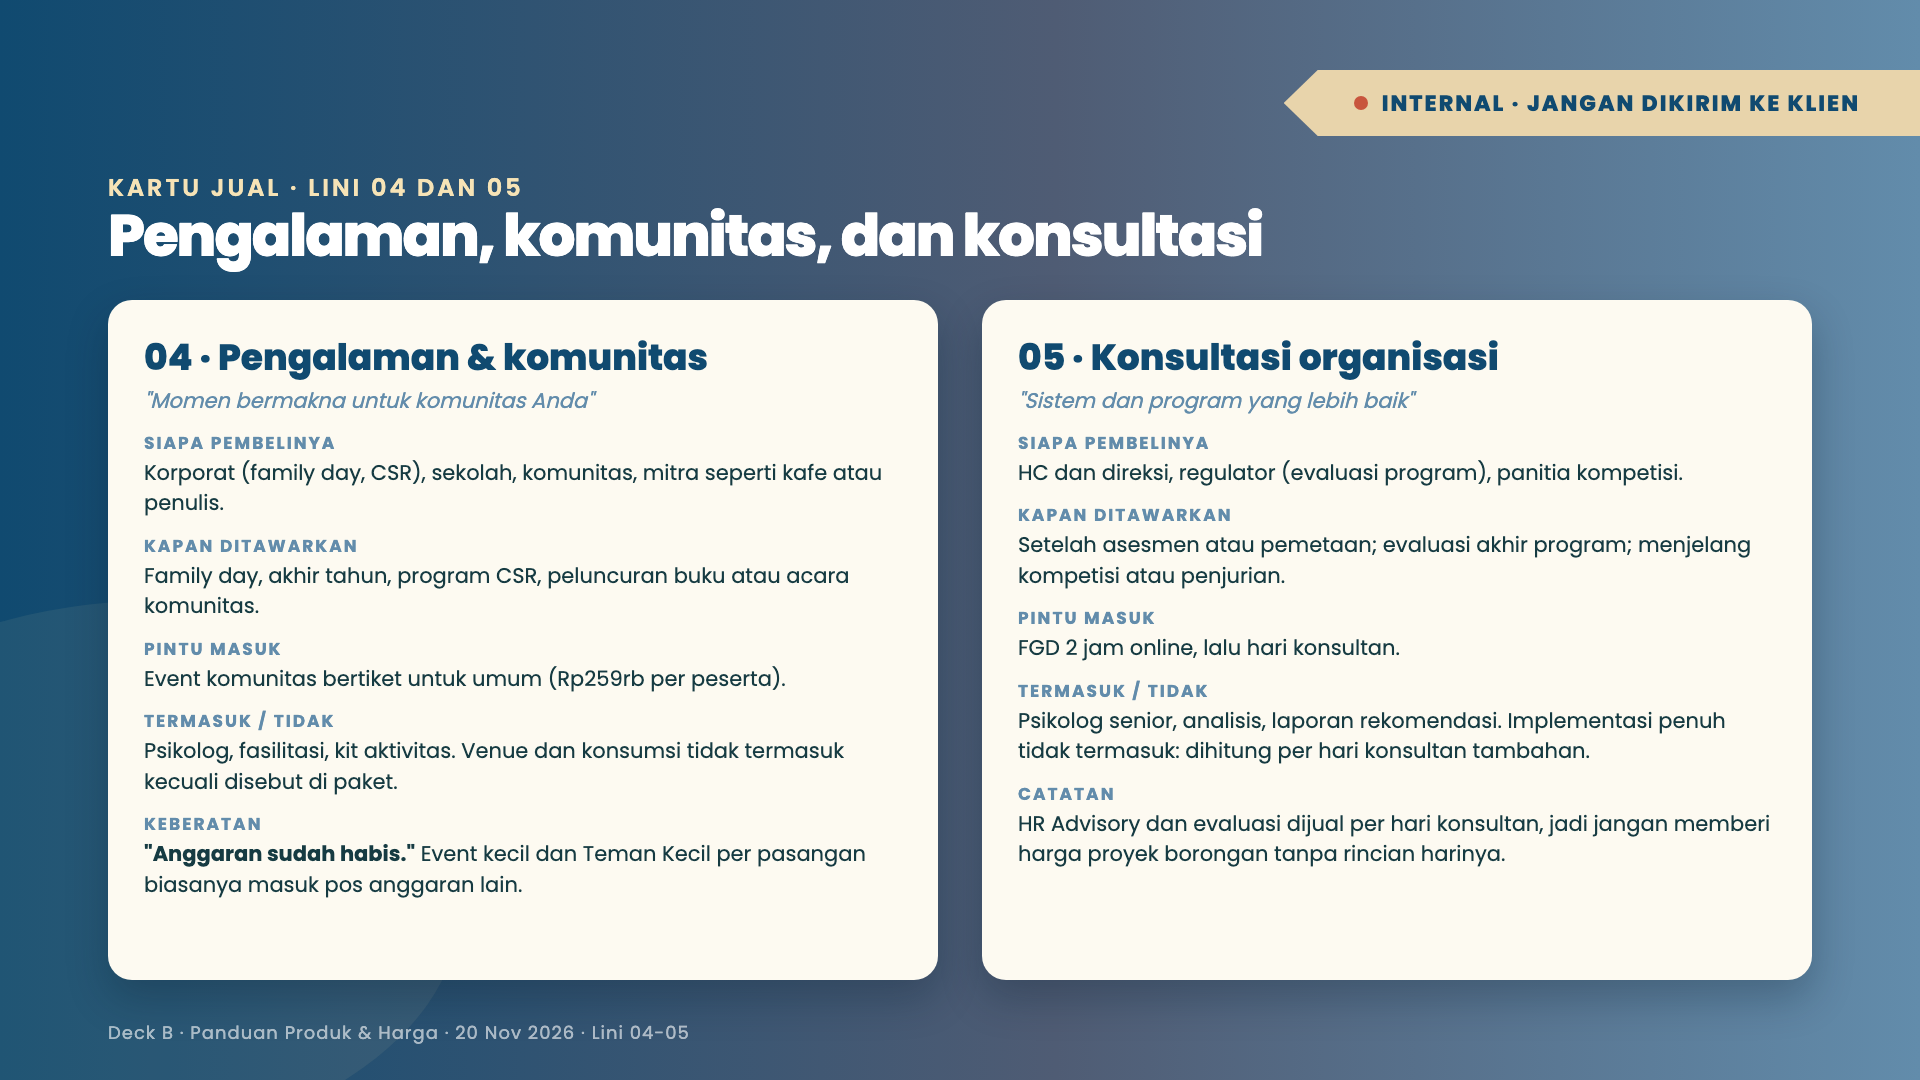 INTERNAL · JANGAN DIKIRIM KE KLIEN
KARTU JUAL · LINI 04 DAN 05
Pengalaman, komunitas, dan konsultasi
04 · Pengalaman & komunitas
"Momen bermakna untuk komunitas Anda"
SIAPA PEMBELINYA
Korporat (family day, CSR), sekolah, komunitas, mitra seperti kafe atau
penulis.
KAPAN DITAWARKAN
Family day, akhir tahun, program CSR, peluncuran buku atau acara
komunitas.
PINTU MASUK
Event komunitas bertiket untuk umum (Rp259rb per peserta).
TERMASUK / TIDAK
Psikolog, fasilitasi, kit aktivitas. Venue dan konsumsi tidak termasuk
kecuali disebut di paket.
KEBERATAN
"Anggaran sudah habis." Event kecil dan Teman Kecil per pasangan
biasanya masuk pos anggaran lain.
05 · Konsultasi organisasi
"Sistem dan program yang lebih baik"
SIAPA PEMBELINYA
HC dan direksi, regulator (evaluasi program), panitia kompetisi.
KAPAN DITAWARKAN
Setelah asesmen atau pemetaan; evaluasi akhir program; menjelang
kompetisi atau penjurian.
PINTU MASUK
FGD 2 jam online, lalu hari konsultan.
TERMASUK / TIDAK
Psikolog senior, analisis, laporan rekomendasi. Implementasi penuh
tidak termasuk: dihitung per hari konsultan tambahan.
CATATAN
HR Advisory dan evaluasi dijual per hari konsultan, jadi jangan memberi
harga proyek borongan tanpa rincian harinya.
Deck B · Panduan Produk & Harga · 20 Nov 2026 · Lini 04-05